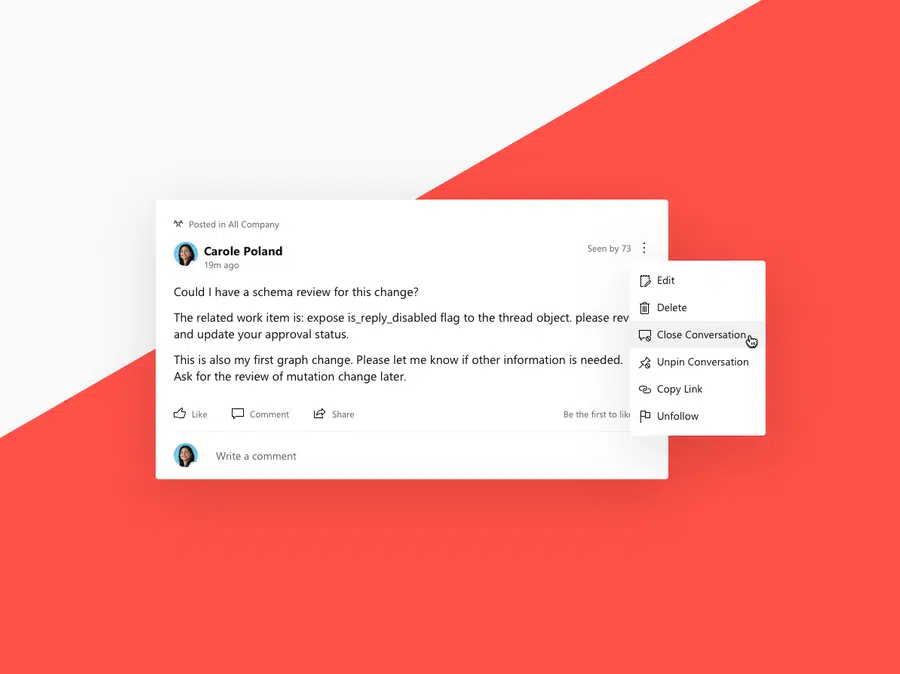 Posted in All Company
Carole Poland
Seen by 73
19m ago
Could I have a schema review for this change?
The related work item is: expose is_reply_disabled flag to the thread object. please rev
and update your approval status.
This is also my first graph change. Please let me know if other information is needed.
Ask for the review of mutation change later.
Like
Comment
Share
Be the first to like
Write a comment
Edit
Delete
Close Conversation
Unpin Conversation
Copy Link
Unfollow